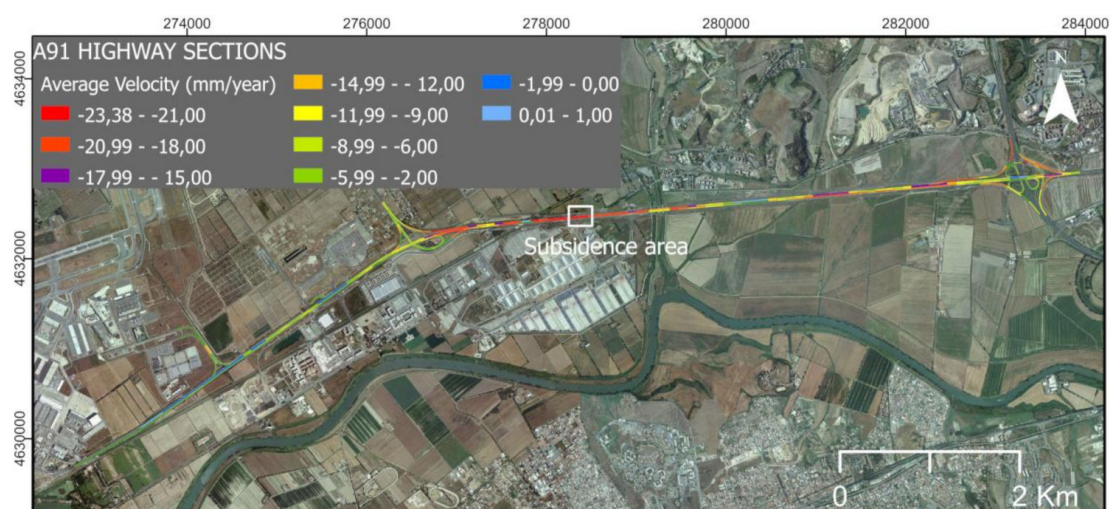 274000 276000 278000 280000 282000 284000
A91 HIGHWAY SECTIONS
Average Velocity (mm/year)
-23,38 - -21,00
-20,99 - -18,00
-17,99 - - 15,00
-14,99 - - 12,00
-11,99 - -9,00
-8,99 - -6,00
-5,99 - -2,00
-1,99 - 0,00
0,01 - 1,00
N
4634000
4632000
4630000
Subsidence area
0 2 Km